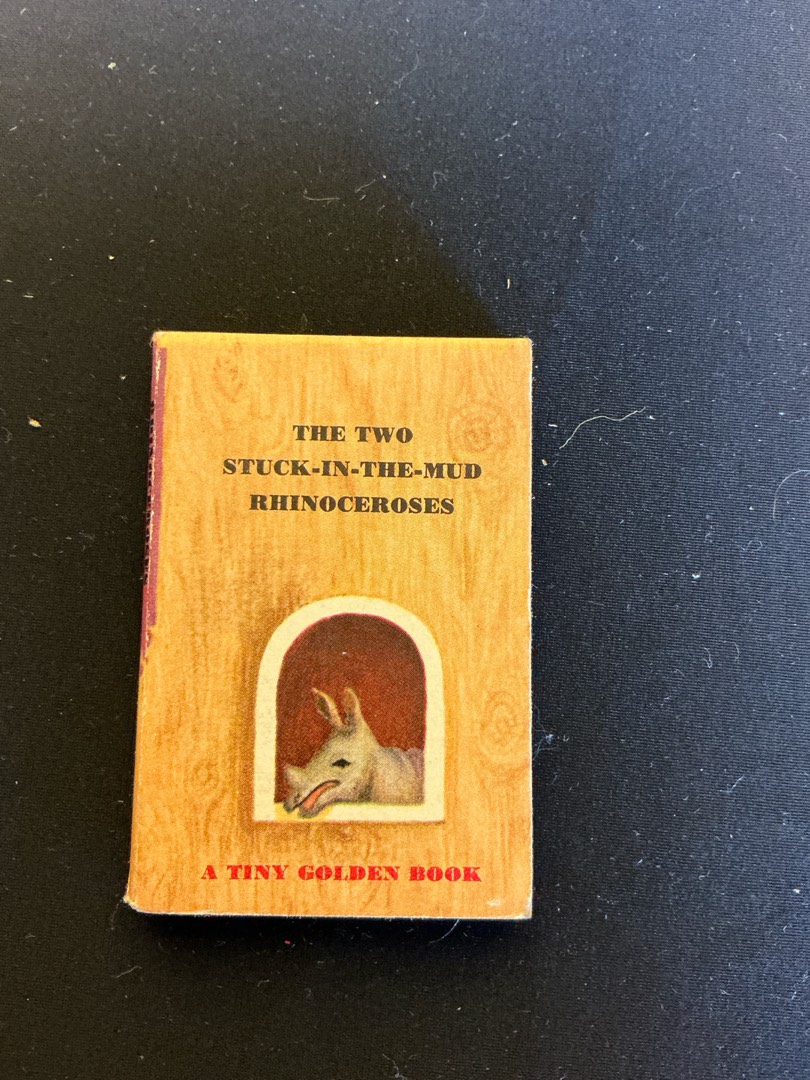 THE TWO
STUCK-IN-THE-MUD
RHINOCEROSES
A TINY GOLDEN BOOK